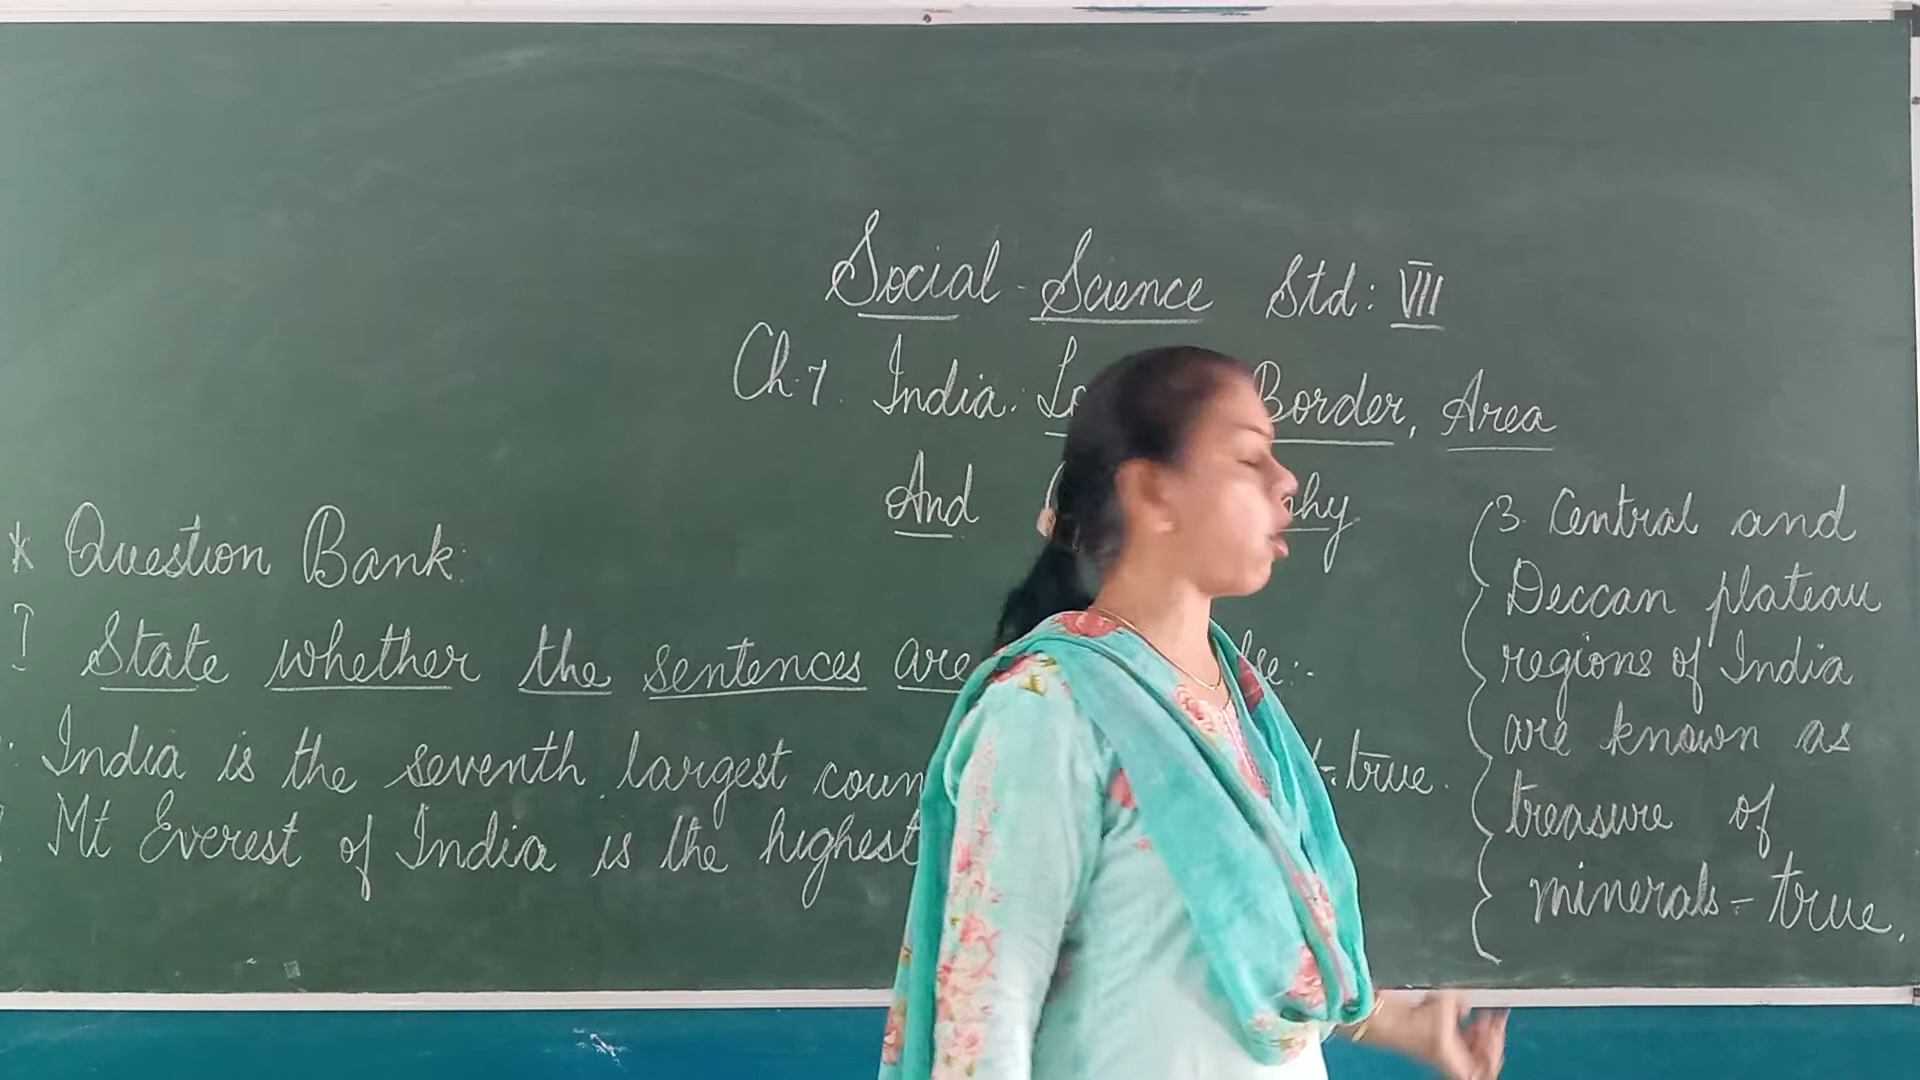 Social Science Std: VII
Ch.7. India: Border, Area
And
* Question Bank:
I State whether the sentences are
India is the seventh largest true.
Mt Everest of India is the highest
3. Central and
Deccan plateau
regions of India
are known as
treasure of
minerals - true.